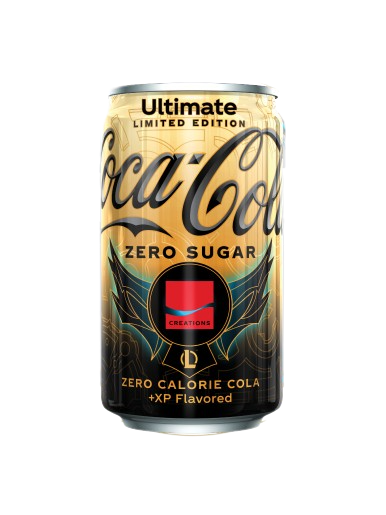 Ultimate
LIMITED EDITION
Coca-Cola
ZERO SUGAR
CREATIONS
ZERO CALORIE COLA
+XP Flavored